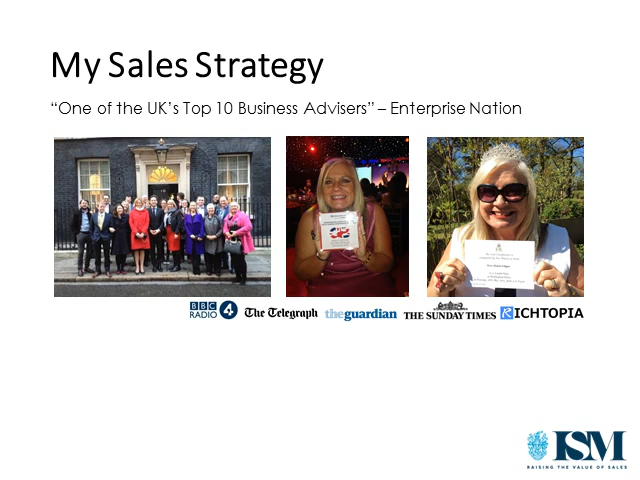 My Sales Strategy
“One of the UK’s Top 10 Business Advisers” – Enterprise Nation
BBC
RADIO 4
The Telegraph
theguardian
THE SUNDAY TIMES
RICHTOPIA
ISM
RAISING THE VALUE OF SALES